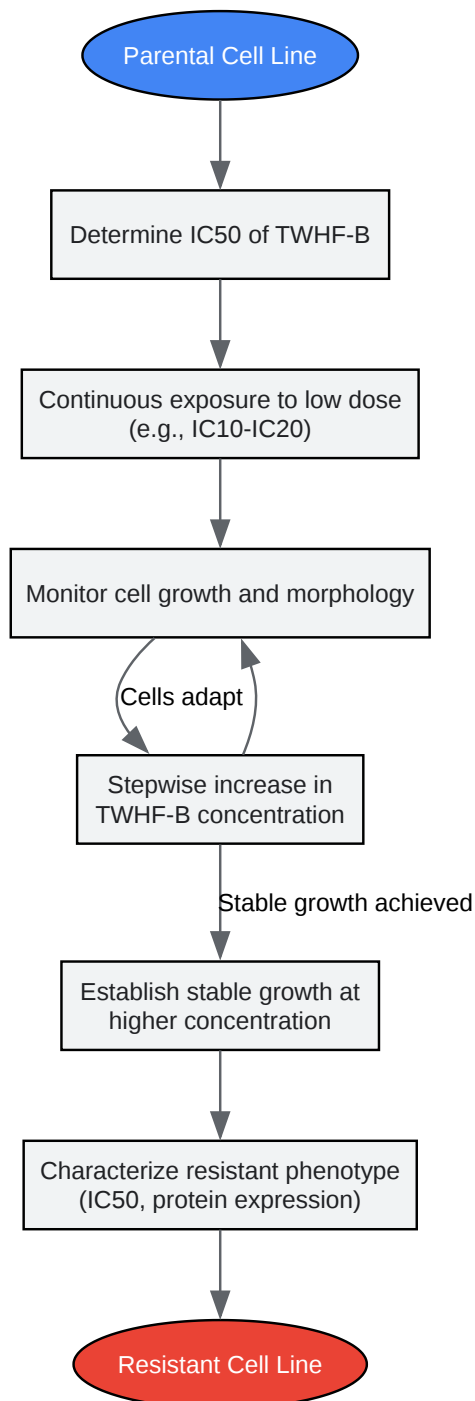 Parental Cell Line
Determine IC50 of TWHF-B
Continuous exposure to low dose
(e.g., IC10-IC20)
Monitor cell growth and morphology
Cells adapt
Stepwise increase in
TWHF-B concentration
Stable growth achieved
Establish stable growth at
higher concentration
Characterize resistant phenotype
(IC50, protein expression)
Resistant Cell Line